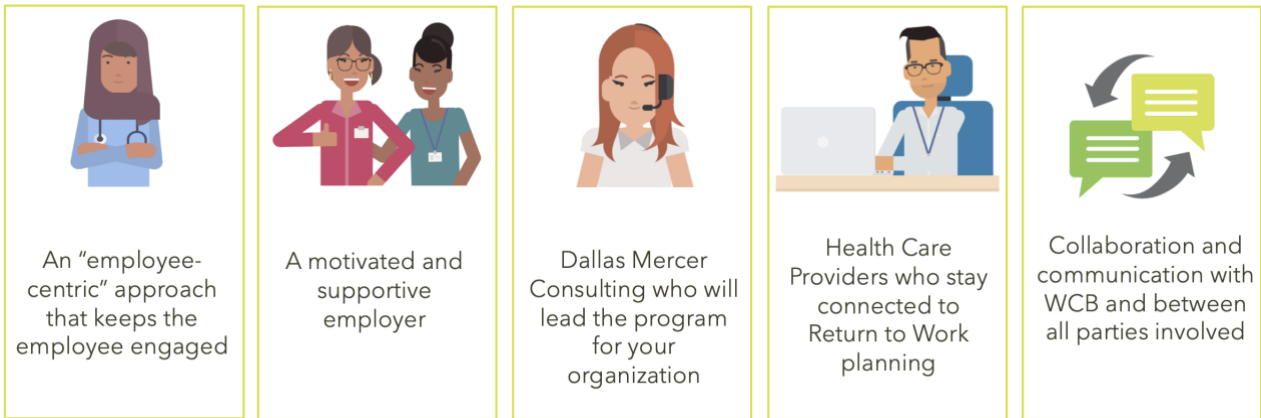 An “employee-
centric” approach
that keeps the
employee engaged
A motivated and
supportive
employer
Dallas Mercer
Consulting who will
lead the program
for your
organization
Health Care
Providers who stay
connected to
Return to Work
planning
Collaboration and
communication with
WCB and between
all parties involved